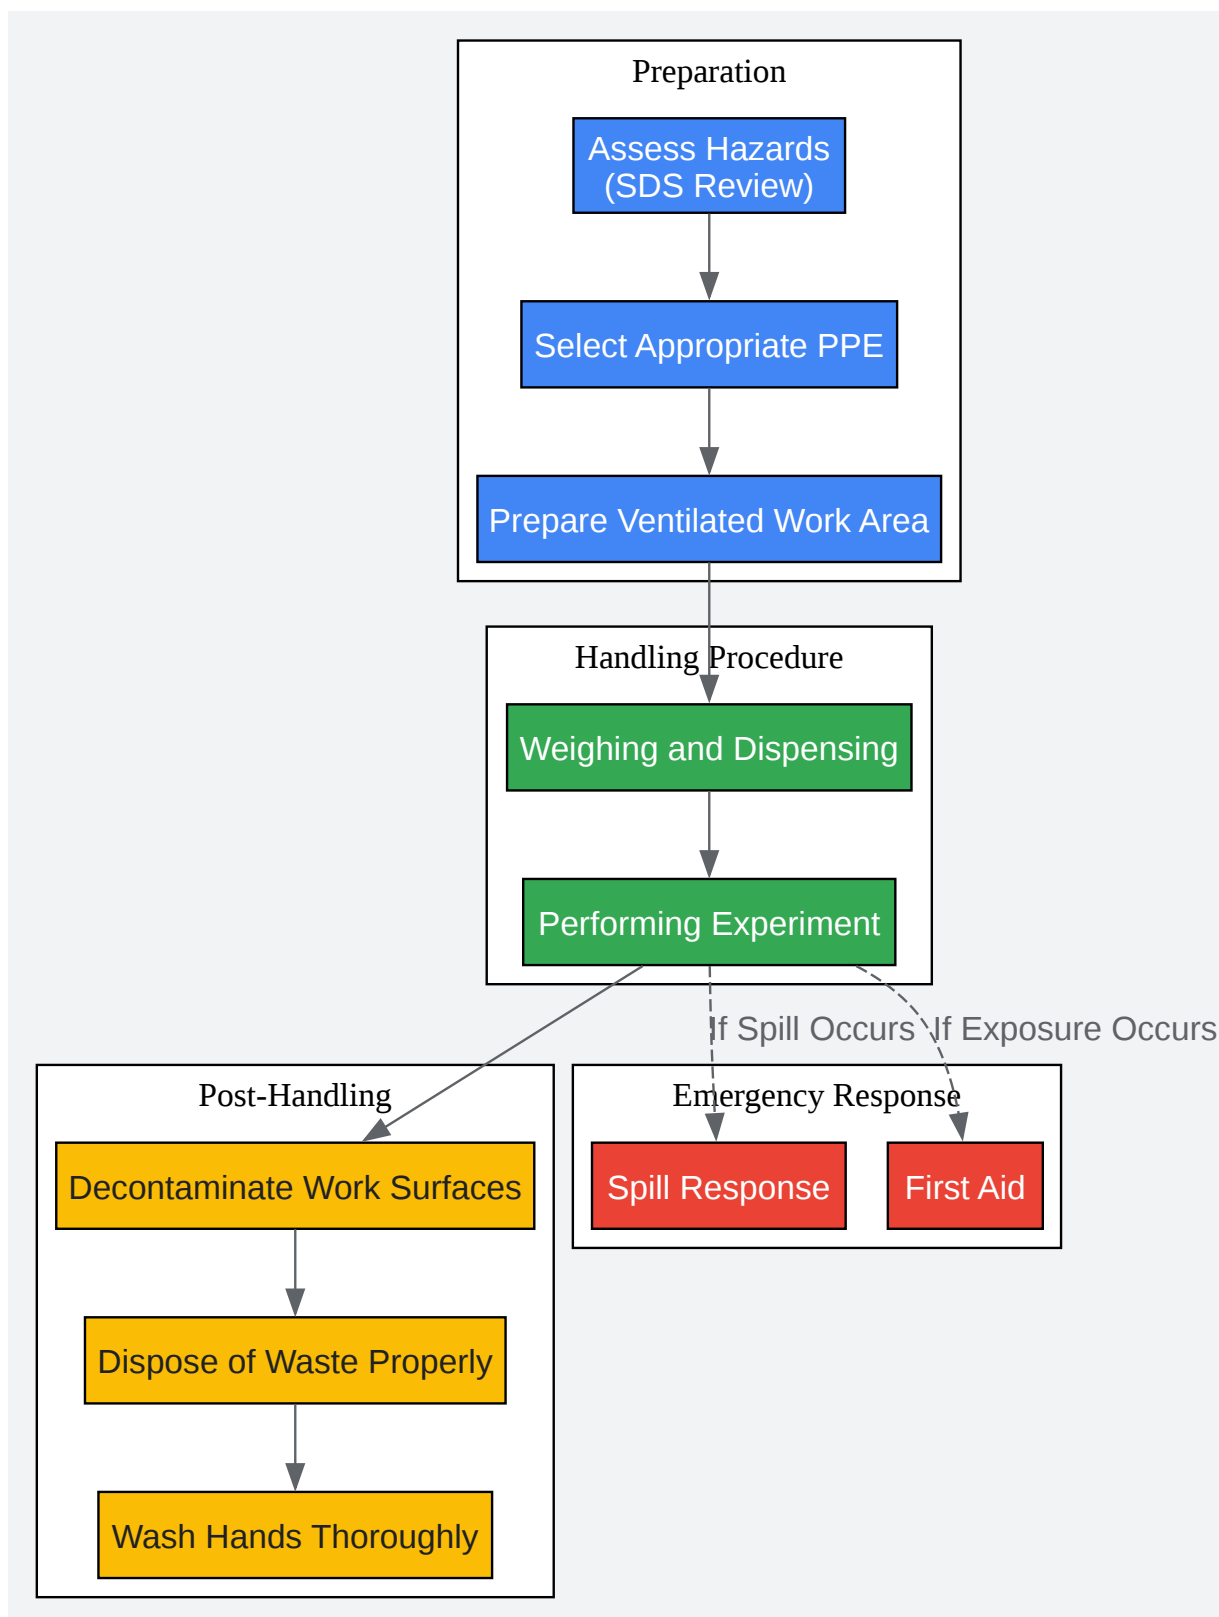 Preparation
Assess Hazards
(SDS Review)
Select Appropriate PPE
Prepare Ventilated Work Area
Handling Procedure
Weighing and Dispensing
Performing Experiment
If Spill Occurs
If Exposure Occurs
Post-Handling
Decontaminate Work Surfaces
Dispose of Waste Properly
Wash Hands Thoroughly
Emergency Response
Spill Response
First Aid